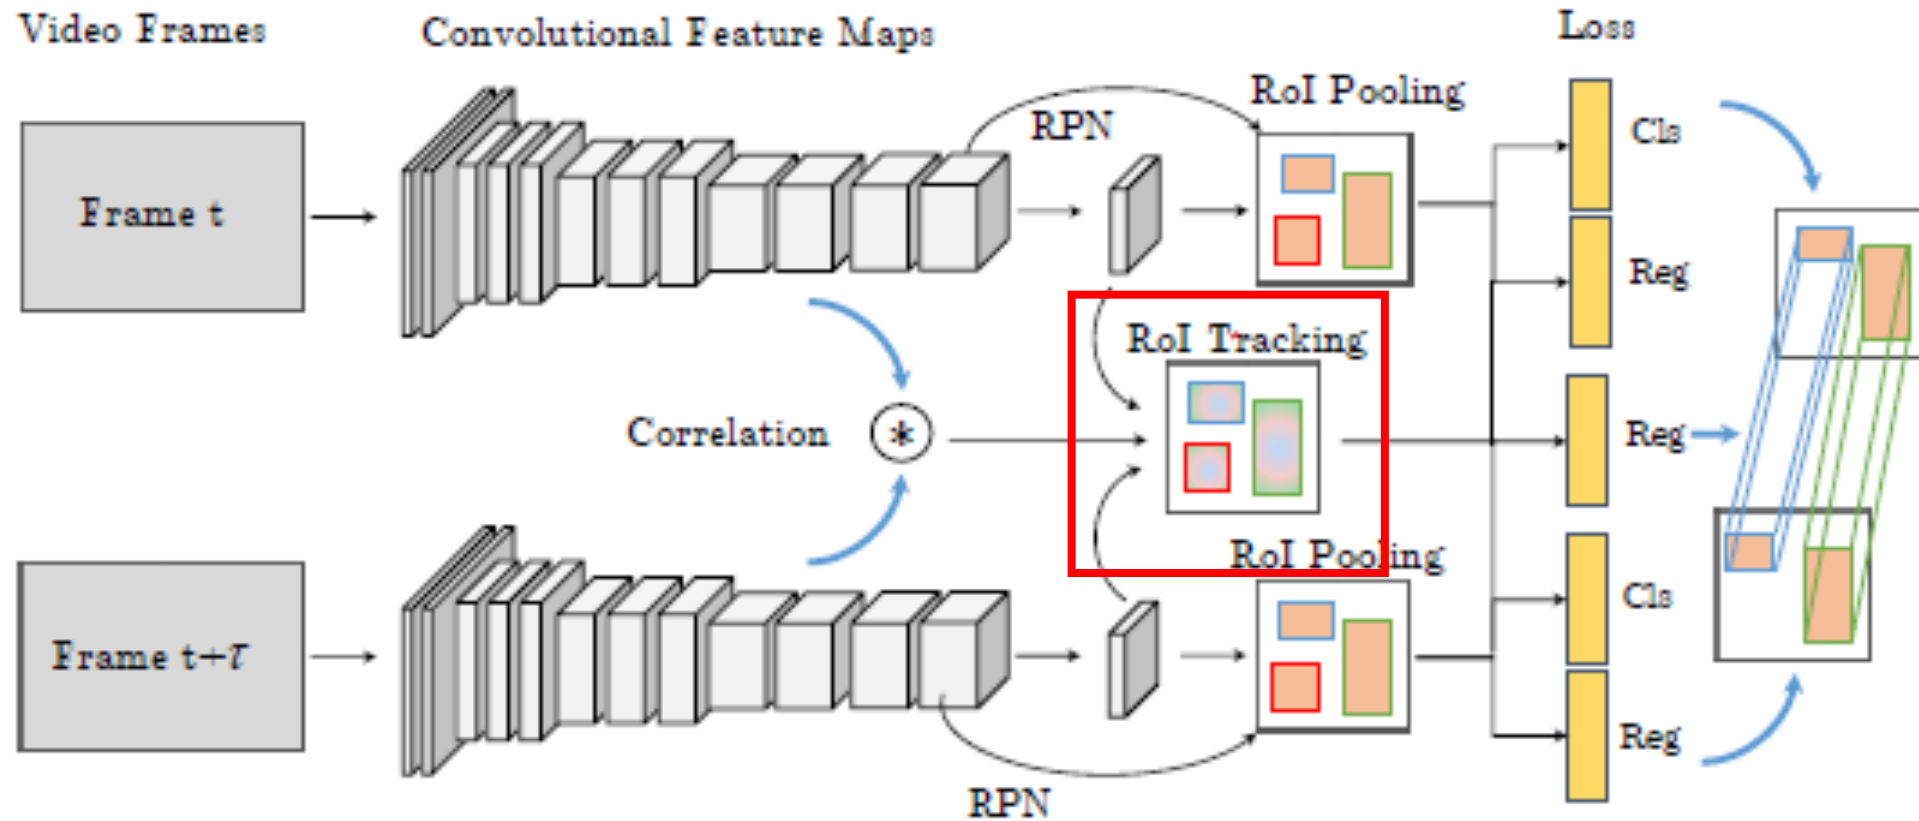 Video Frames
Convolutional Feature Maps
Loss
RoI Pooling
RPN
Cls
Frame t
Reg
RoI Tracking
Correlation
*
Reg
RoI Pooling
Cls
Frame t+τ
Reg
RPN